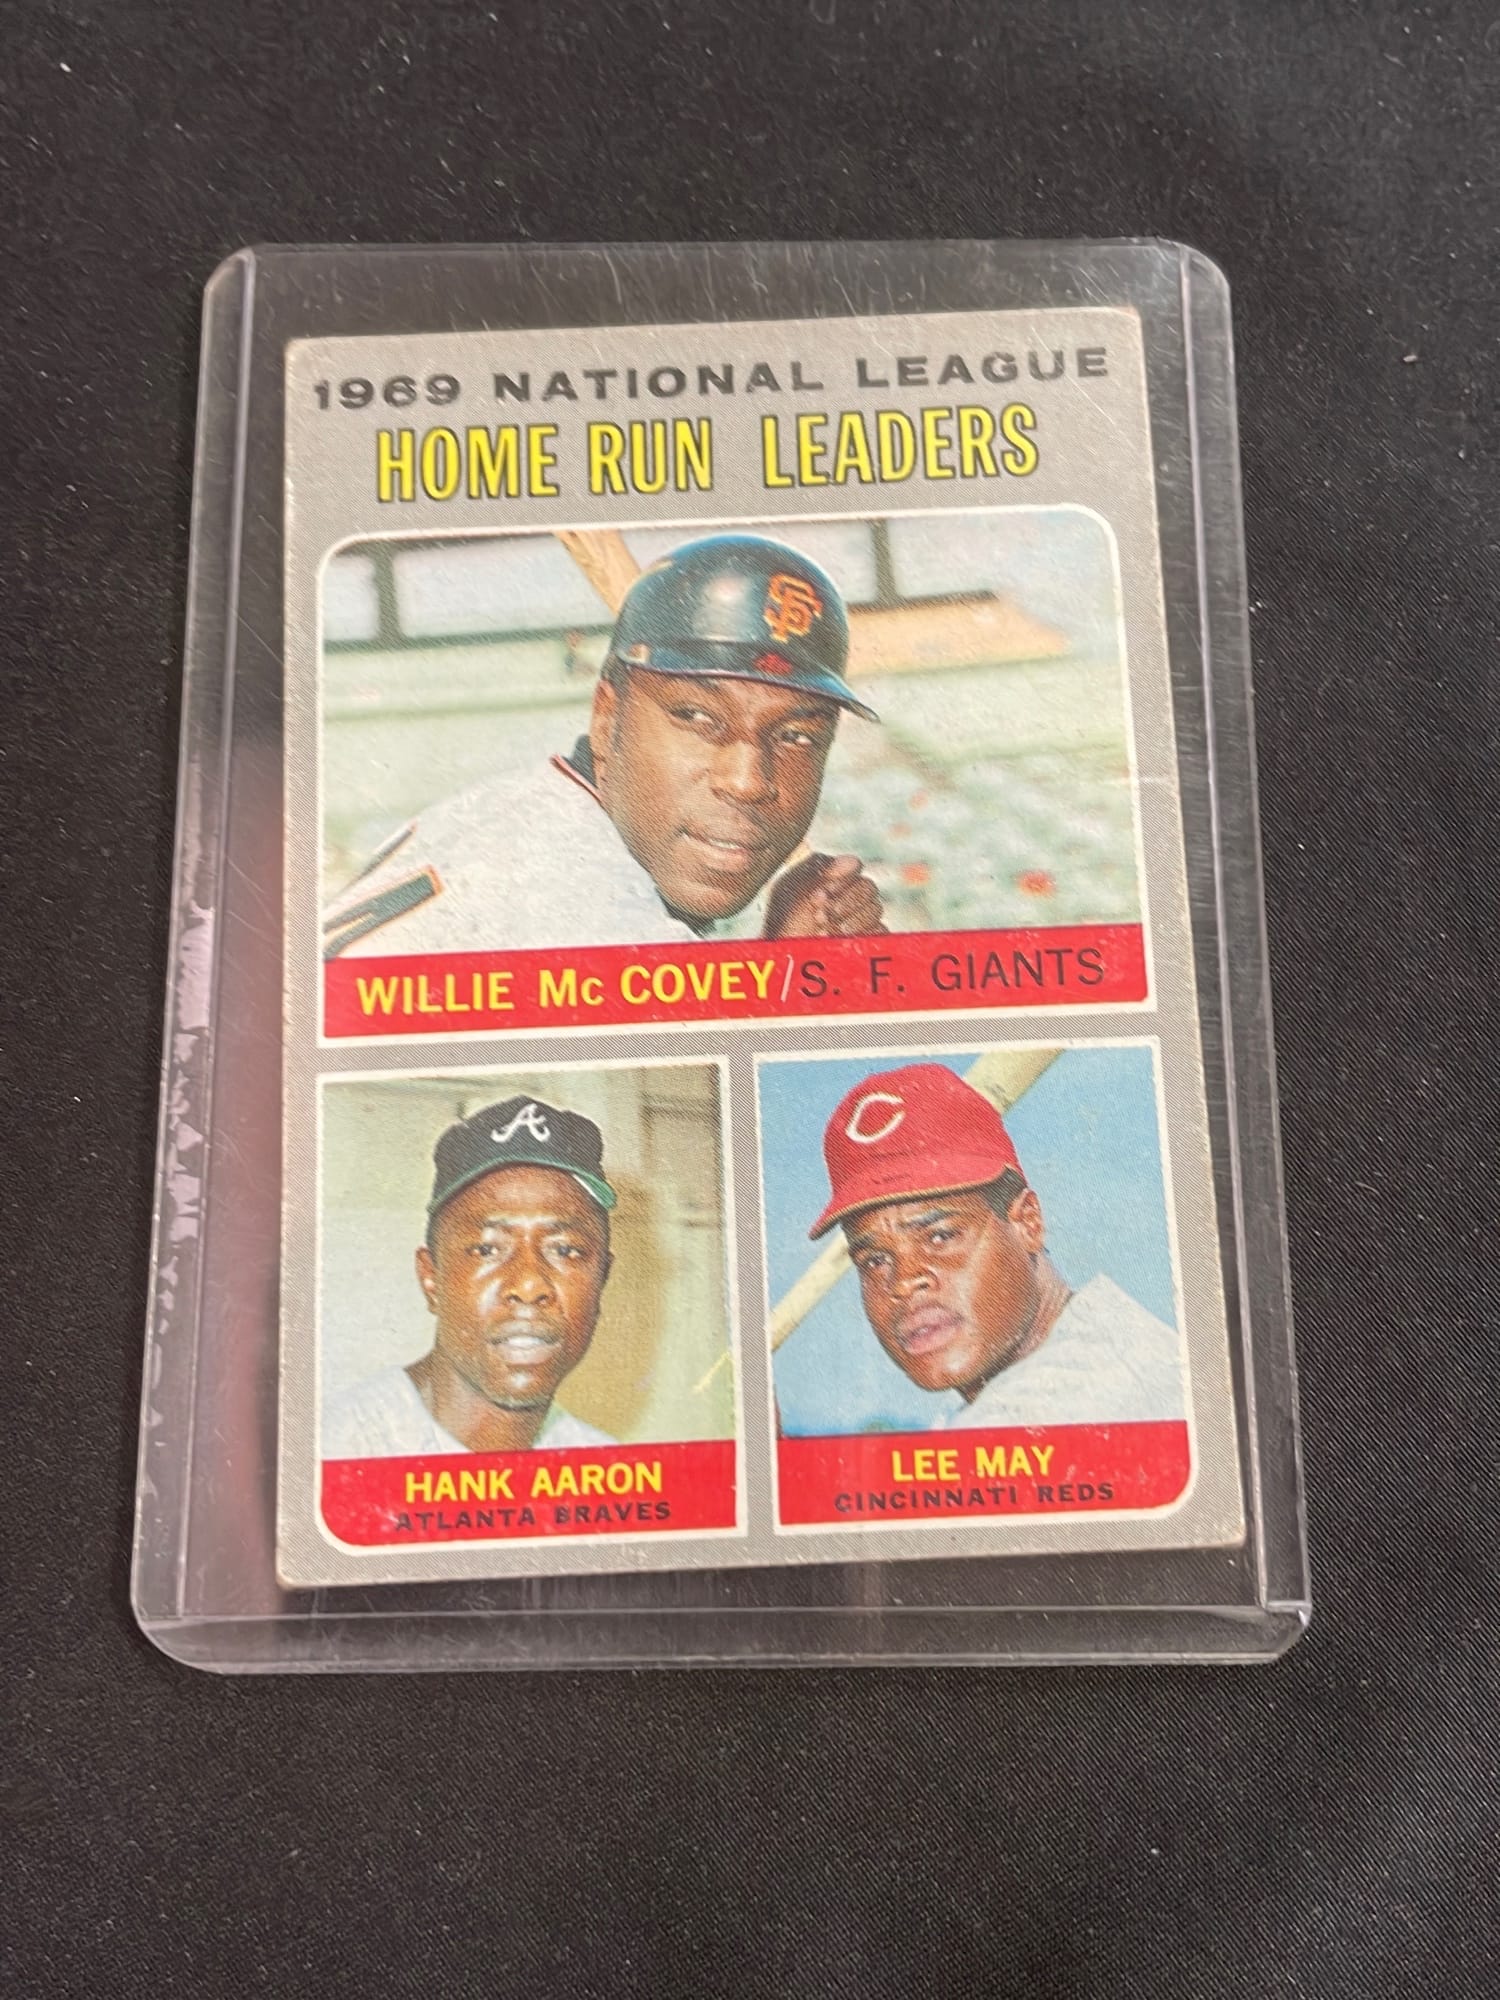 1969 NATIONAL LEAGUE
HOME RUN LEADERS
SF
WILLIE Mc COVEY/S. F. GIANTS
A
C
HANK AARON
ATLANTA BRAVES
LEE MAY
CINCINNATI REDS